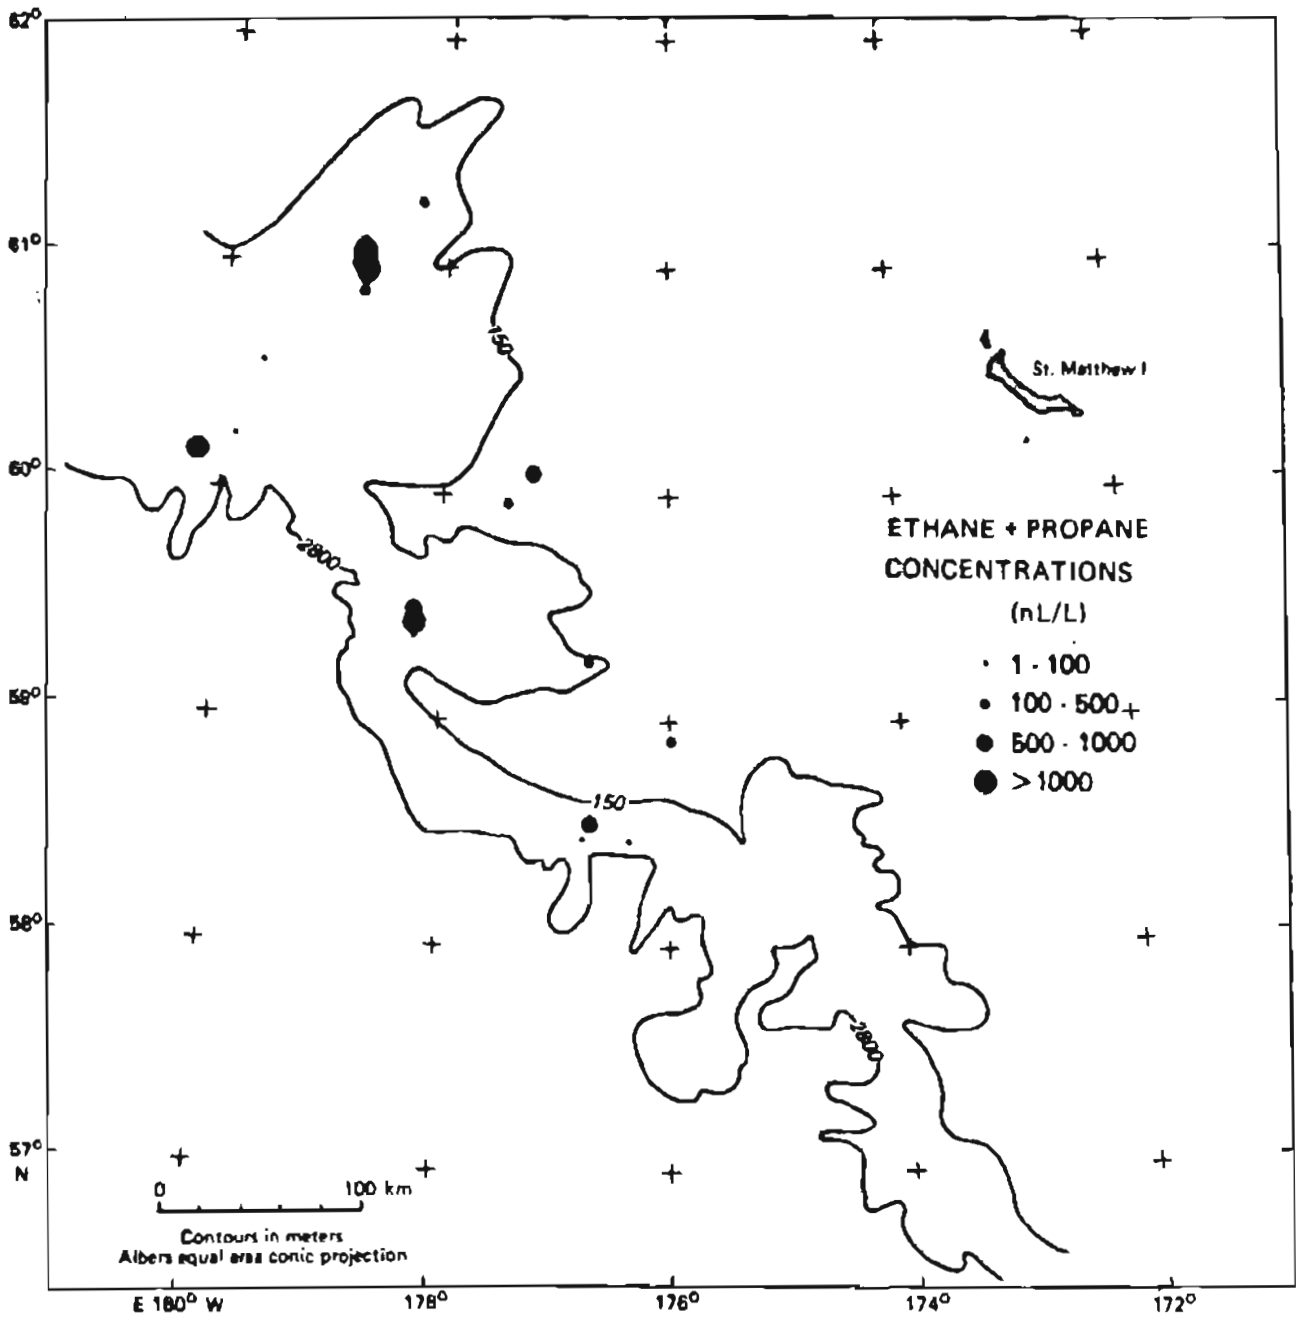 62°
61°
150
St. Matthew I
60°
ETHANE + PROPANE
CONCENTRATIONS
2800
(nL/L)
1 - 100
59°
100 - 500
500 - 1000
>1000
150
58°
2800
57°
N
0 100 km
Contours in meters
Albers equal area conic projection
E 180° W 178° 176° 174° 172°